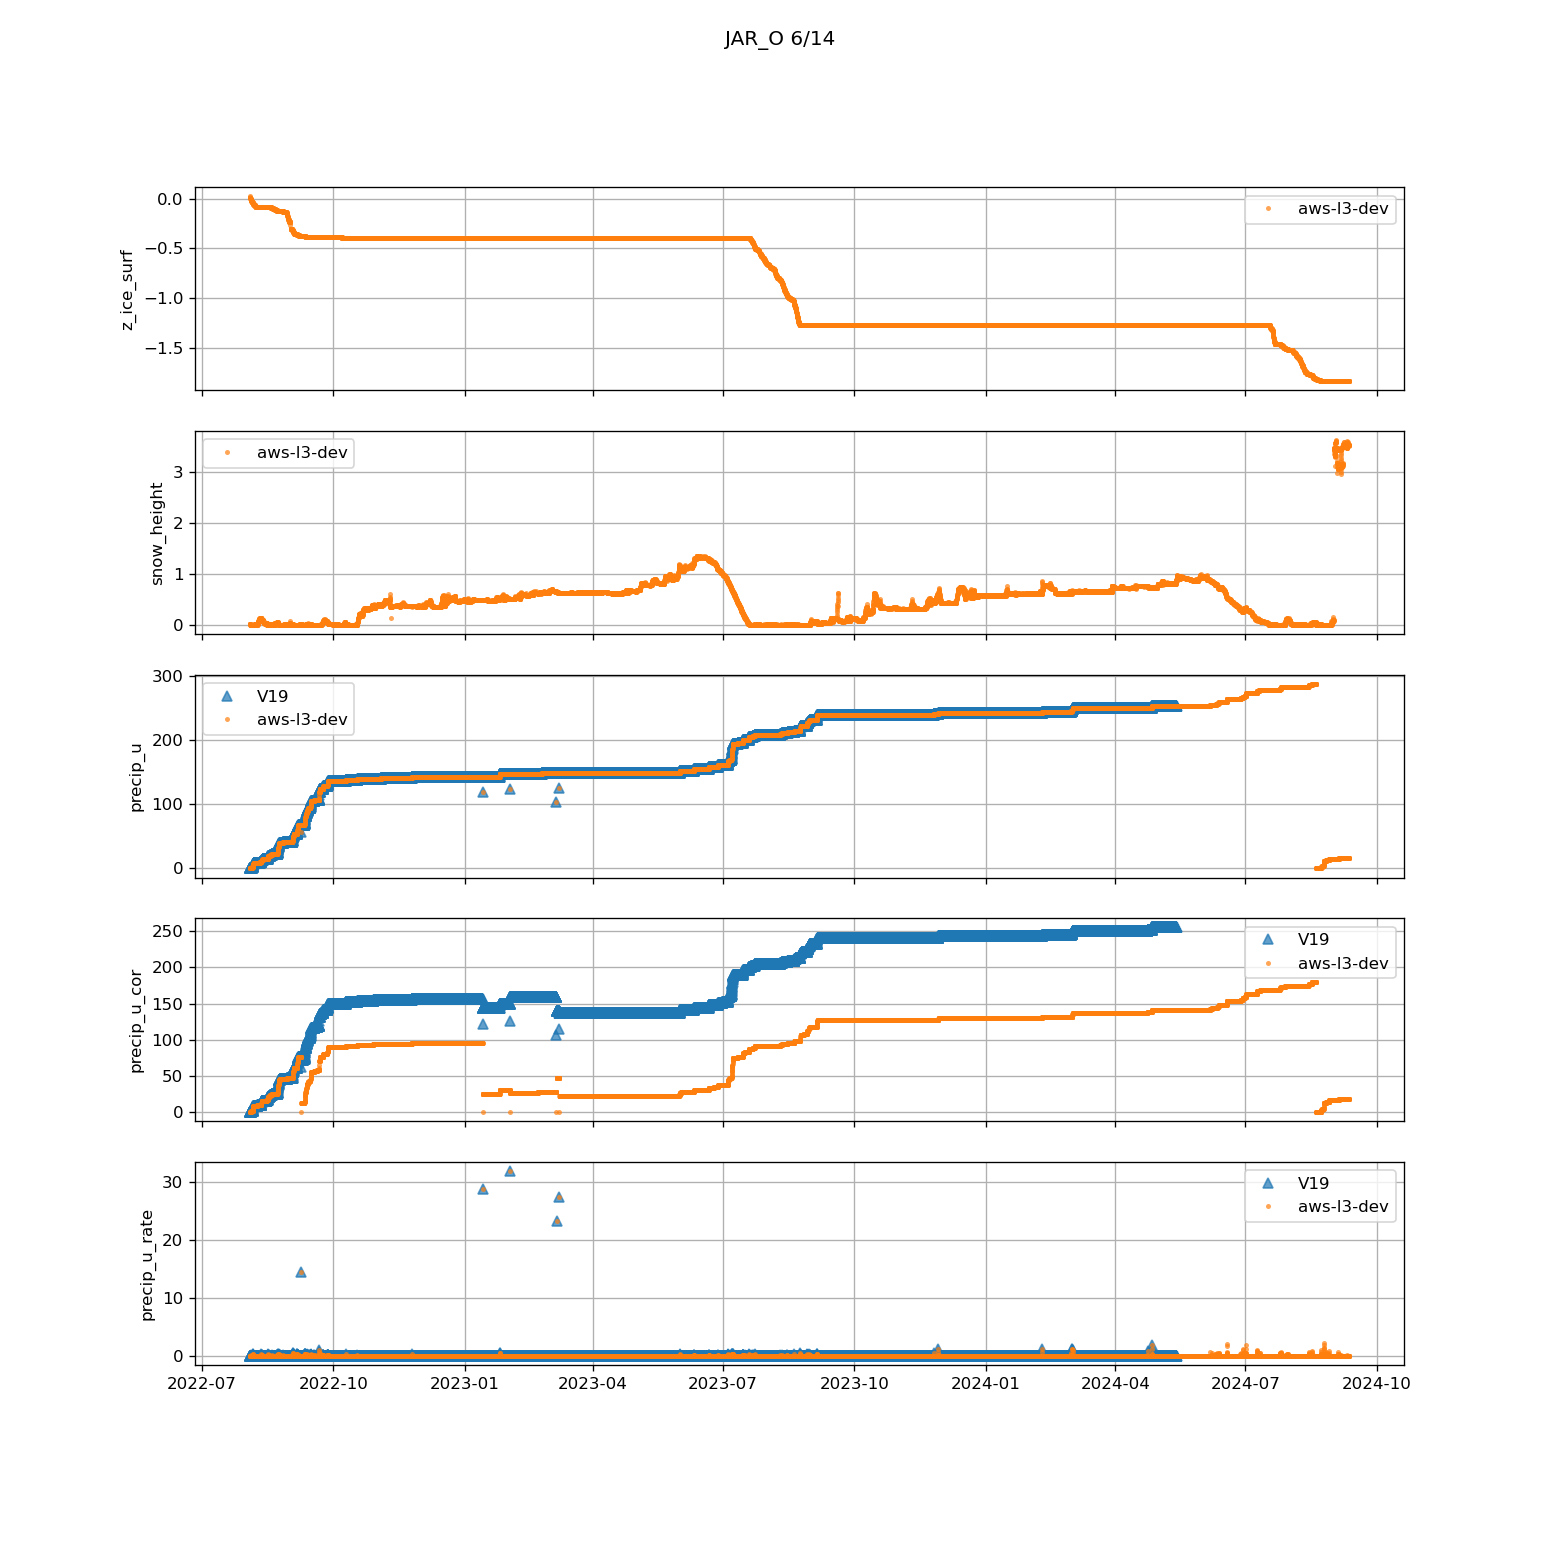 JAR_O 6/14
0.0
−0.5
−1.0
−1.5
z_ice_surf
aws-l3-dev
3
2
1
0
snow_height
aws-l3-dev
300
200
100
0
precip_u
V19
aws-l3-dev
250
200
150
100
50
0
precip_u_cor
V19
aws-l3-dev
30
20
10
0
precip_u_rate
V19
aws-l3-dev
2022-07 2022-10 2023-01 2023-04 2023-07 2023-10 2024-01 2024-04 2024-07 2024-10